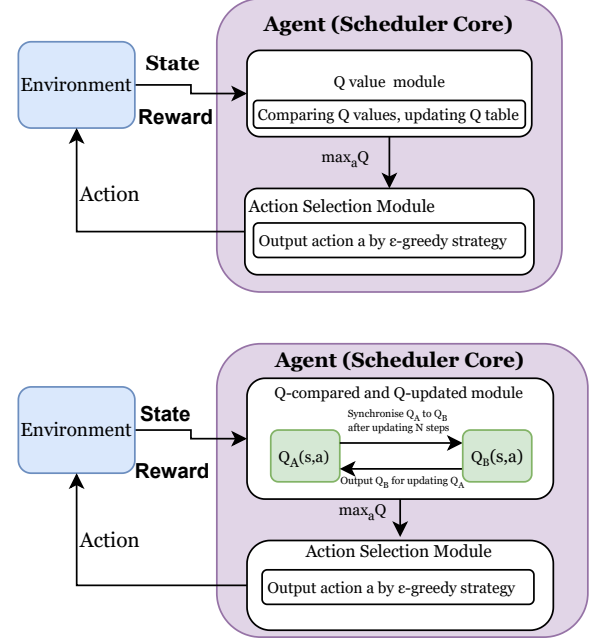 Agent (Scheduler Core)
Environment
State
Reward
Q value module
Comparing Q values, updating Q table
maxₐQ
Action
Action Selection Module
Output action a by ε-greedy strategy
Agent (Scheduler Core)
Environment
State
Reward
Q-compared and Q-updated module
Synchronise Q_A to Q_B
after updating N steps
Q_A(s,a)
Q_B(s,a)
Output Q_B for updating Q_A
maxₐQ
Action
Action Selection Module
Output action a by ε-greedy strategy